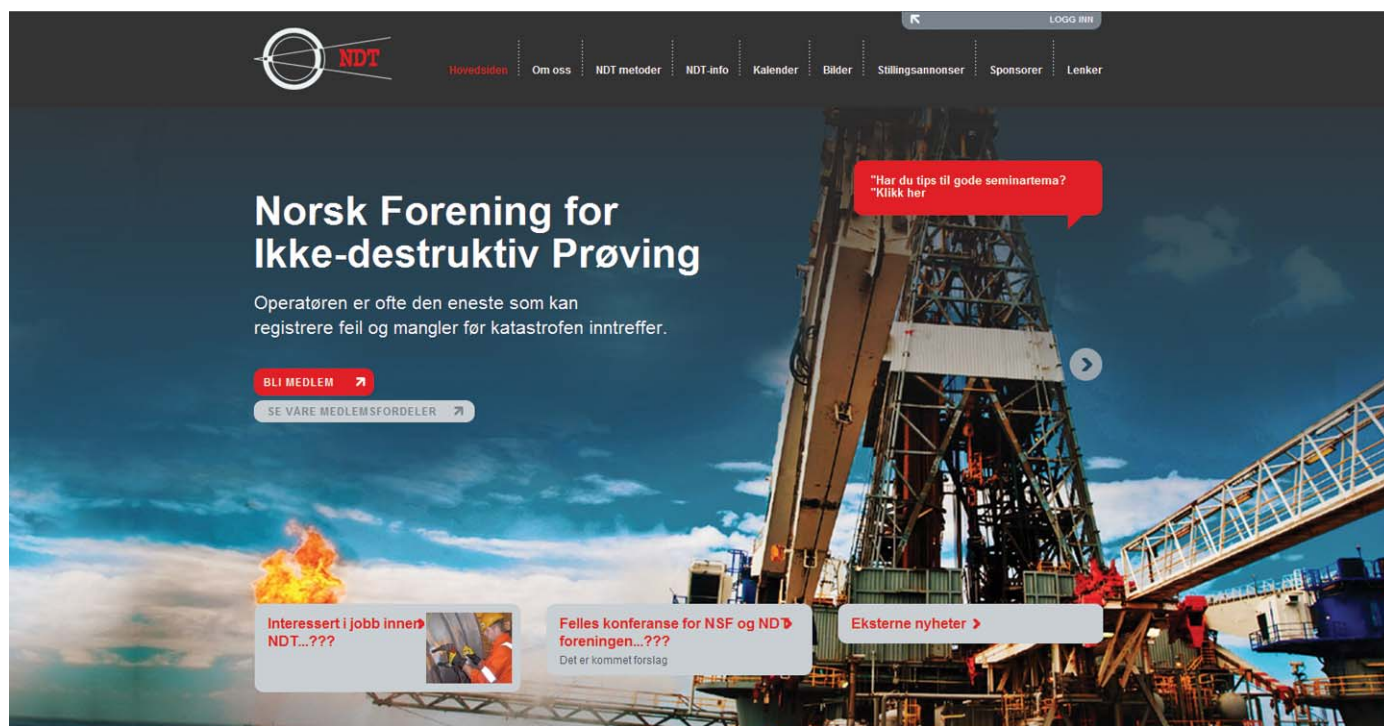 LOGG INN
NDT
Hovedsiden
Om oss
NDT metoder
NDT-info
Kalender
Bilder
Stillingsannonser
Sponsorer
Lenker
"Har du tips til gode seminartema?
"Klikk her
Norsk Forening for
Ikke-destruktiv Prøving
Operatøren er ofte den eneste som kan
registrere feil og mangler før katastrofen inntreffer.
BLI MEDLEM
SE VÅRE MEDLEMSFORDELER
Interessert i jobb innen
NDT...???
Felles konferanse for NSF og NDT
foreningen...???
Det er kommet forslag
Eksterne nyheter